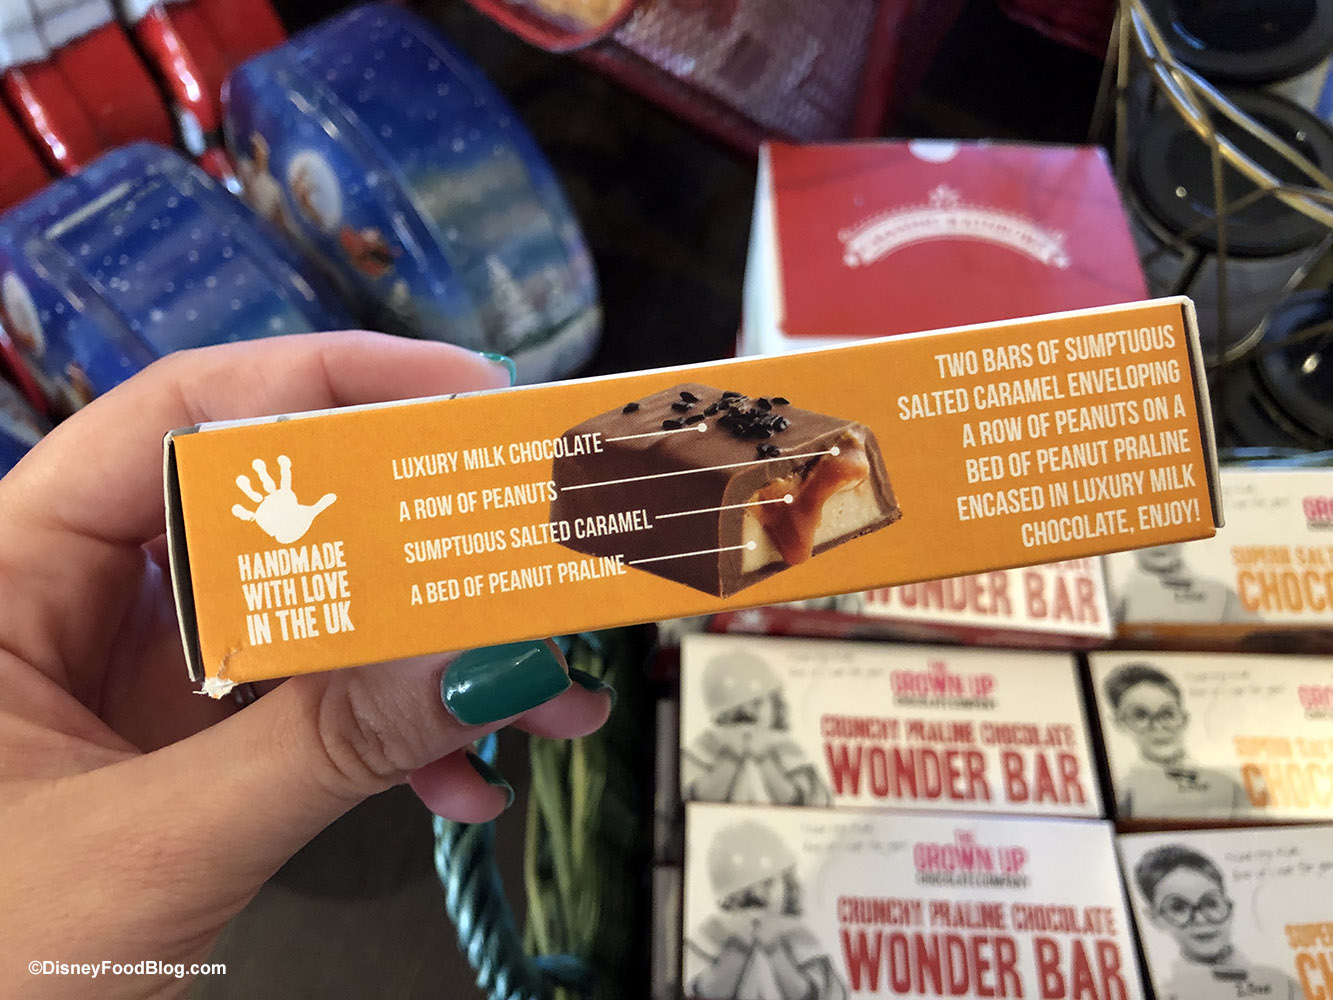 HANDMADE
WITH LOVE
IN THE UK
LUXURY MILK CHOCOLATE
A ROW OF PEANUTS
SUMPTUOUS SALTED CARAMEL
A BED OF PEANUT PRALINE
TWO BARS OF SUMPTUOUS
SALTED CARAMEL ENVELOPING
A ROW OF PEANUTS ON A
BED OF PEANUT PRALINE
ENCASED IN LUXURY MILK
CHOCOLATE, ENJOY!
WONDER BAR
THE
GROWN UP
CHOCOLATE COMPANY
CRUNCHY PRALINE CHOCOLATE
WONDER BAR
THE
GROWN UP
CHOCOLATE COMPANY
CRUNCHY PRALINE CHOCOLATE
WONDER BAR
©DisneyFoodBlog.com